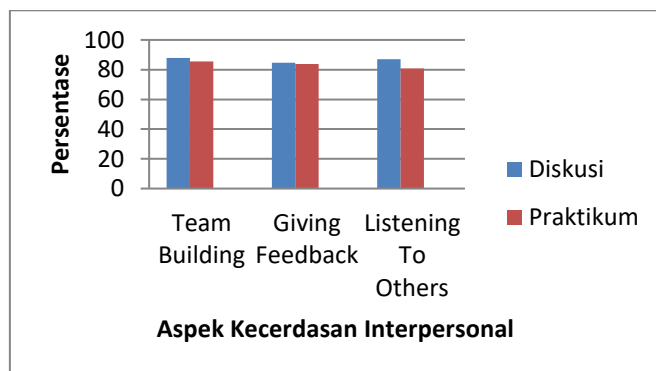 Persentase
100
80
60
40
20
0
Team Building
Giving Feedback
Listening To Others
Aspek Kecerdasan Interpersonal
Diskusi
Praktikum